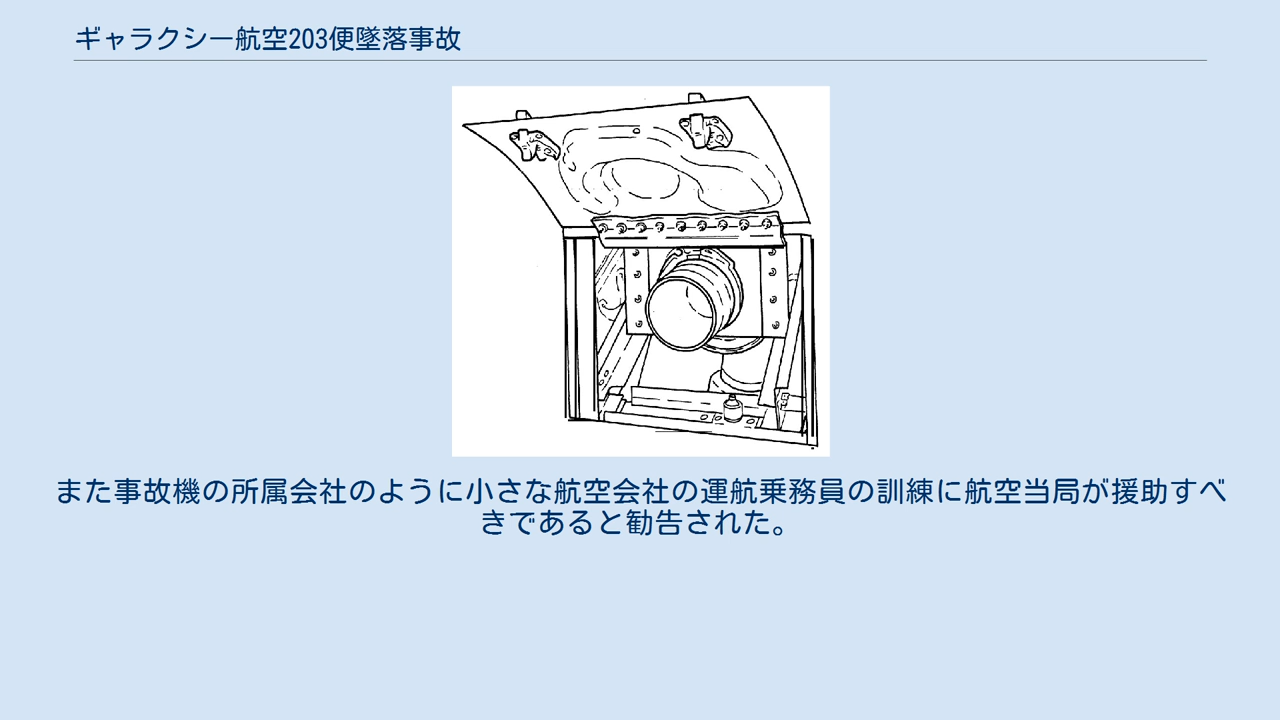 ギャラクシー航空203便墜落事故
また事故機の所属会社のように小さな航空会社の運航乗務員の訓練に航空当局が援助すべ
きであると勧告された。